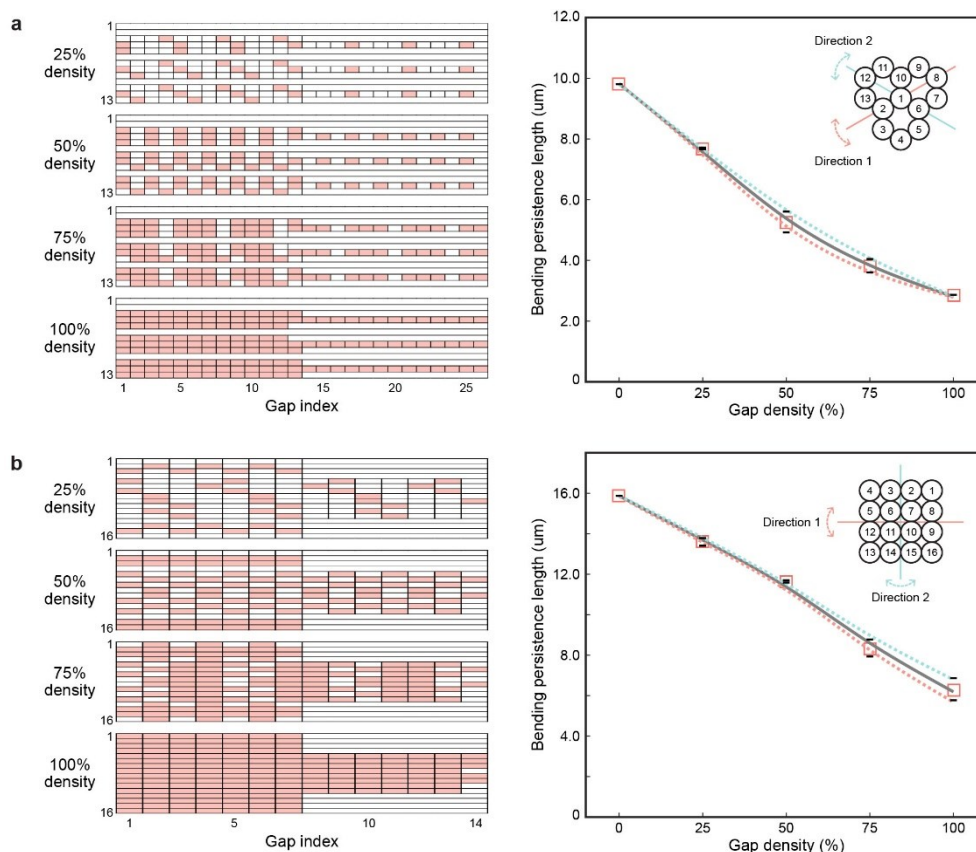 a
1
25%
density
13
50%
density
1
13
75%
density
1
13
100%
density
1
13
1 5 10 15 20 25
Gap index
12.0
10.0
8.0
6.0
4.0
2.0
0
Bending persistence length (um)
0 25 50 75 100
Gap density (%)
Direction 2
11 9
12 10 8
13 1 7
2 6
3 5
4
Direction 1
b
1
25%
density
16
1
50%
density
16
1
75%
density
16
1
100%
density
16
1 5 10 14
Gap index
16.0
12.0
8.0
4.0
0
Bending persistence length (um)
0 25 50 75 100
Gap density (%)
4 3 2 1
5 6 7 8
Direction 1
12 11 10 9
13 14 15 16
Direction 2